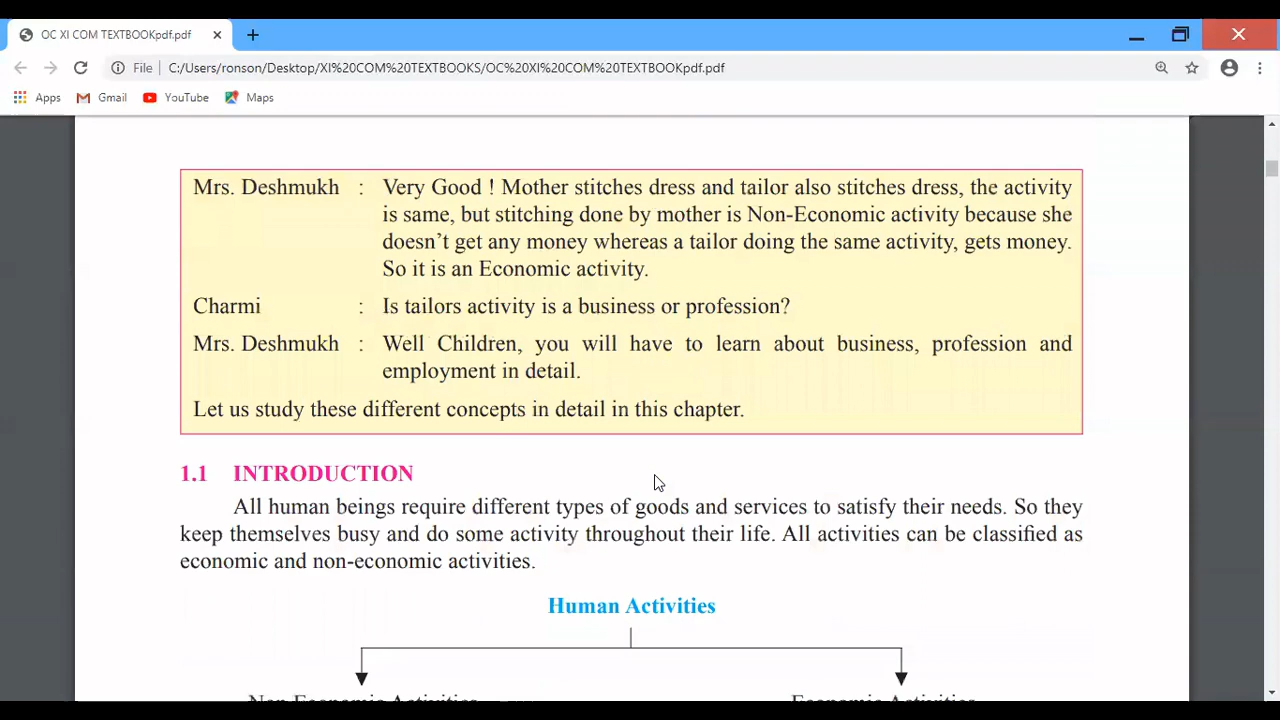 OC XI COM TEXTBOOKpdf.pdf
File C:/Users/ronson/Desktop/XI%20COM%20TEXTBOOKS/OC%20XI%20COM%20TEXTBOOKpdf.pdf
Apps Gmail YouTube Maps
Mrs. Deshmukh : Very Good ! Mother stitches dress and tailor also stitches dress, the activity
is same, but stitching done by mother is Non-Economic activity because she
doesn’t get any money whereas a tailor doing the same activity, gets money.
So it is an Economic activity.
Charmi : Is tailors activity is a business or profession?
Mrs. Deshmukh : Well Children, you will have to learn about business, profession and
employment in detail.
Let us study these different concepts in detail in this chapter.
1.1 INTRODUCTION
All human beings require different types of goods and services to satisfy their needs. So they
keep themselves busy and do some activity throughout their life. All activities can be classified as
economic and non-economic activities.
Human Activities
Non Economic Activities Economic Activities